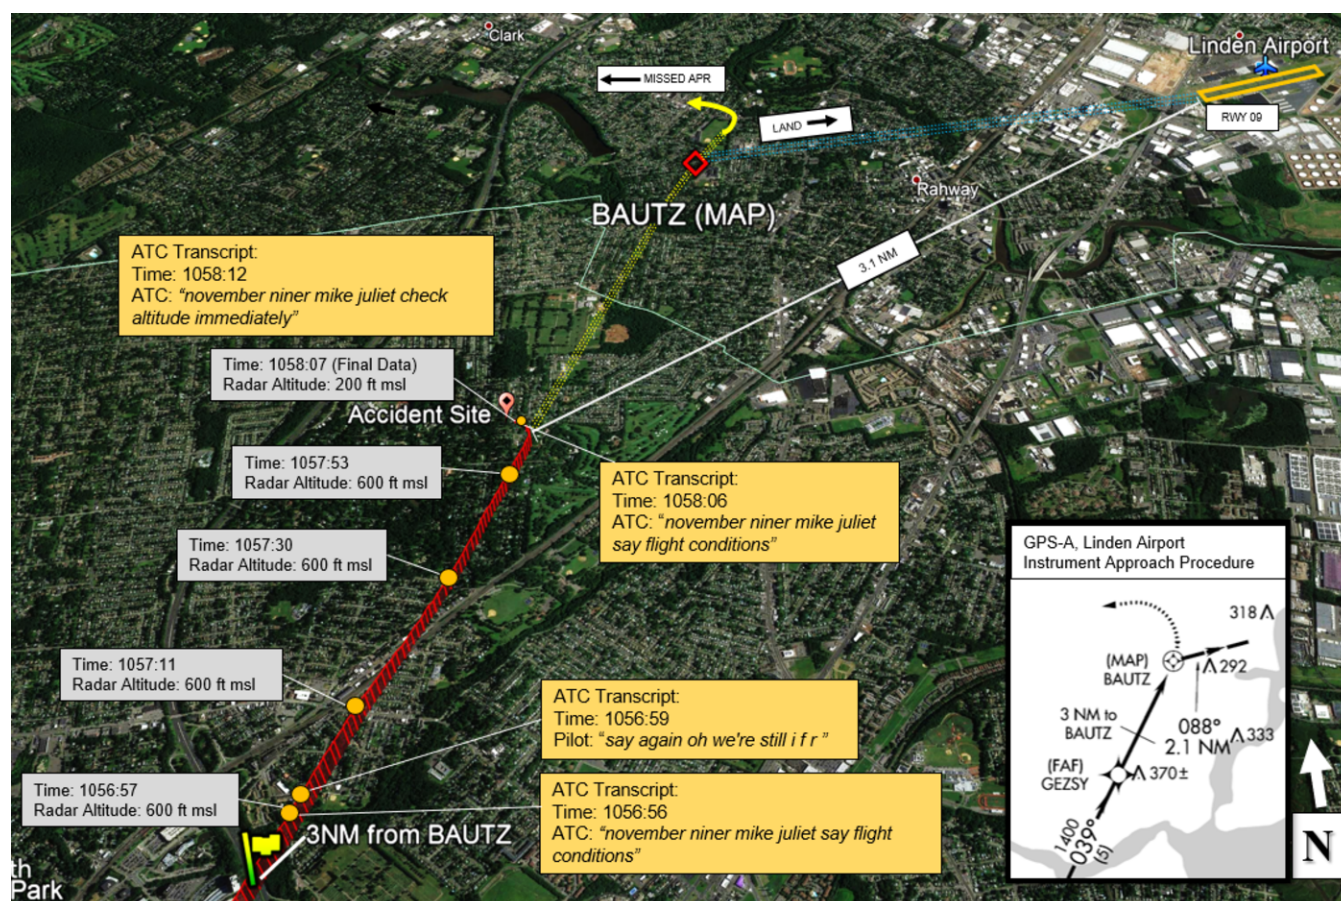 Clark
Linden Airport
MISSED APR
LAND
RWY 09
Rahway
BAUTZ (MAP)
3.1 NM
ATC Transcript:
Time: 1058:12
ATC: “november niner mike juliet check
altitude immediately”
Time: 1058:07 (Final Data)
Radar Altitude: 200 ft msl
Accident Site
Time: 1057:53
Radar Altitude: 600 ft msl
ATC Transcript:
Time: 1058:06
ATC: “november niner mike juliet
say flight conditions”
Time: 1057:30
Radar Altitude: 600 ft msl
Time: 1057:11
Radar Altitude: 600 ft msl
ATC Transcript:
Time: 1056:59
Pilot: “say again oh we're still i f r ”
Time: 1056:57
Radar Altitude: 600 ft msl
ATC Transcript:
Time: 1056:56
ATC: “november niner mike juliet say flight
conditions”
3NM from BAUTZ
th
Park
GPS-A, Linden Airport
Instrument Approach Procedure
318
(MAP)
BAUTZ
292
3 NM to
BAUTZ
088°
2.1 NM
333
(FAF)
GEZSY
370±
1400
039°
(5)
N